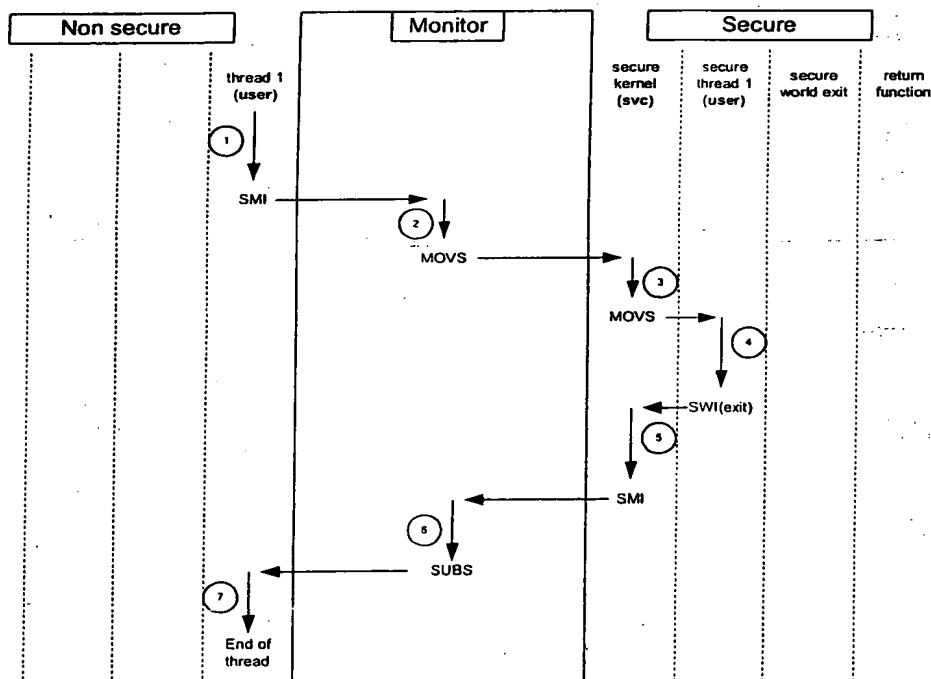 Non secure
Monitor
Secure
thread 1
(user)
secure
kernel
(svc)
secure
thread 1
(user)
secure
world exit
return
function
1
SMI
2
MOVS
3
MOVS
4
SWI(exit)
5
SMI
6
SUBS
7
End of
thread